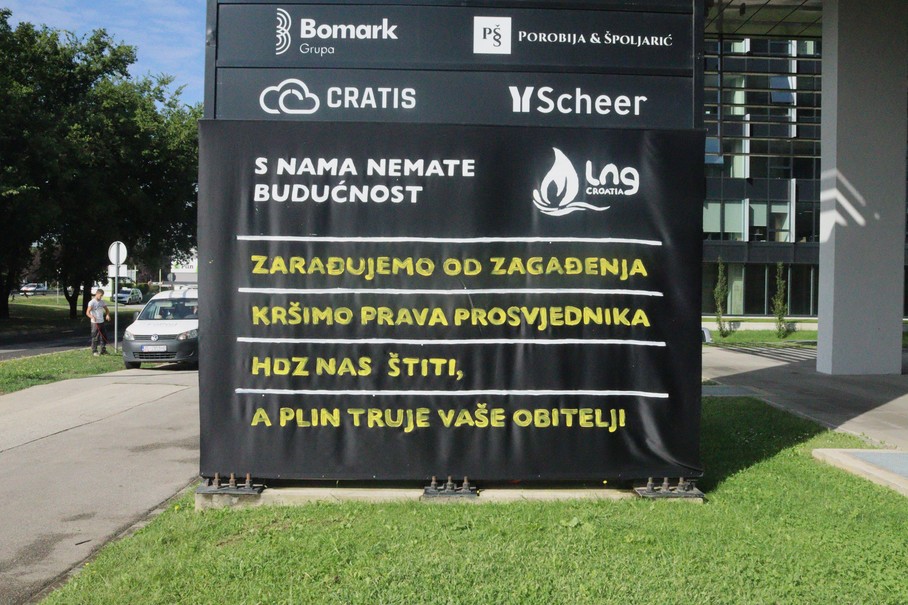 Bomark
Grupa
PŠ§ POROBIJA & ŠPOLJARIĆ
CRATIS
Scheer
S NAMA NEMATE
BUDUĆNOST
LNG
CROATIA
ZARAĐUJEMO OD ZAGAĐENJA
KRŠIMO PRAVA PROSVJEDNIKA
HDZ NAS ŠTITI,
A PLIN TRUJE VAŠE OBITELJI